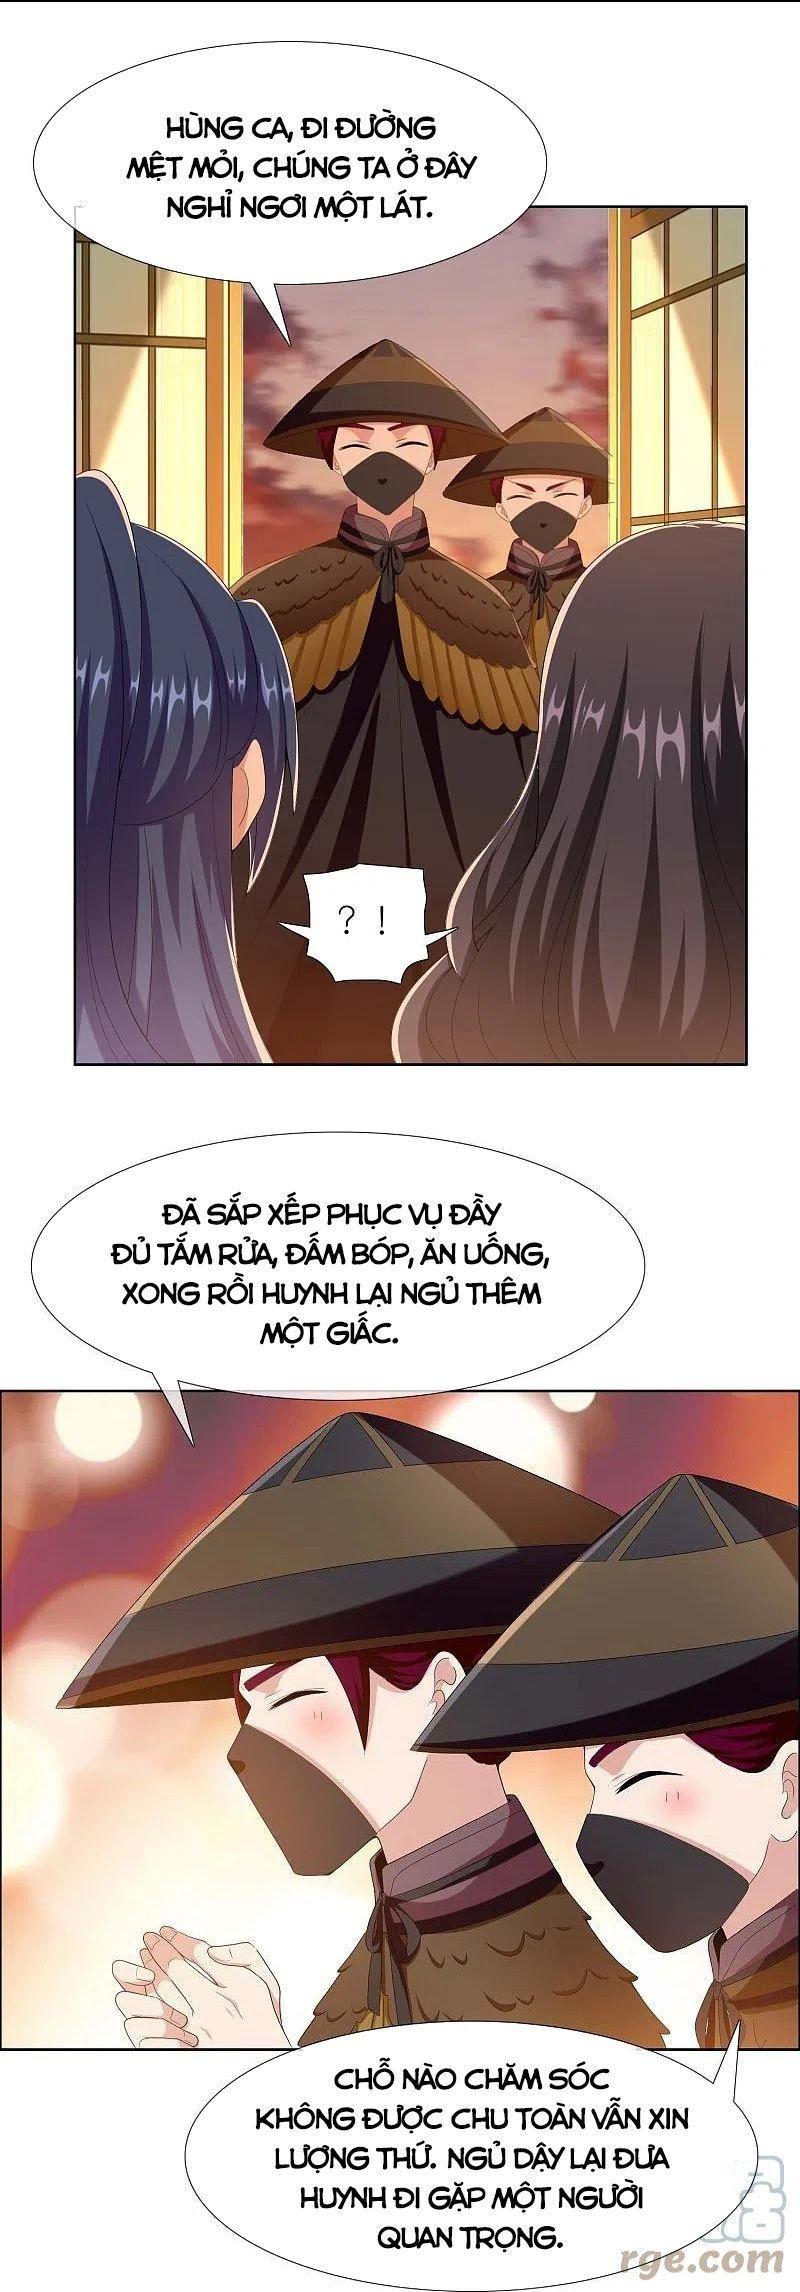 HÙNG CA, ĐI ĐƯỜNG
MỆT MỎI, CHÚNG TA Ở ĐÂY
NGHỈ NGƠI MỘT LÁT.
?!
ĐÃ SẮP XẾP PHỤC VỤ ĐẦY
ĐỦ TẮM RỬA, ĐẤM BÓP, ĂN UỐNG,
XONG RỒI HUYNH LẠI NGỦ THÊM
MỘT GIẤC.
CHỖ NÀO CHĂM SÓC
KHÔNG ĐƯỢC CHU TOÀN VẪN XIN
LƯỢNG THỨ. NGỦ DẬY LẠI ĐƯA
HUYNH ĐI GẶP MỘT NGƯỜI
QUAN TRỌNG.
rge.com